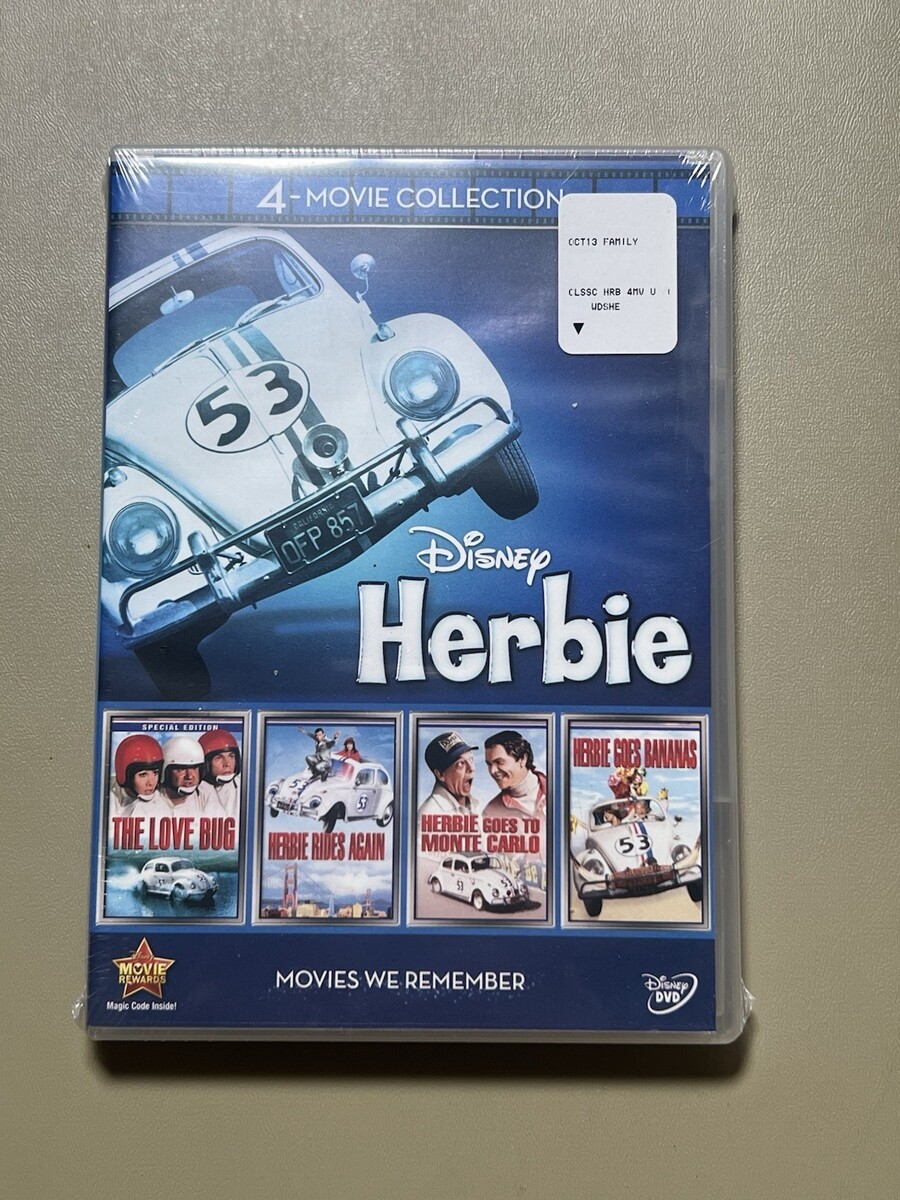 4-MOVIE COLLECTION
OCT13 FAMILY
CLSSC HRB 4MV U
WDSHE
53
CALIFORNIA
OFP 857
DISNEY
Herbie
SPECIAL EDITION
THE LOVE BUG
53
HERBIE RIDES AGAIN
HERBIE GOES TO
MONTE CARLO
53
HERBIE GOES BANANAS
53
Disney
MOVIE
REWARDS
Magic Code Inside!
MOVIES WE REMEMBER
DISNEY
DVD